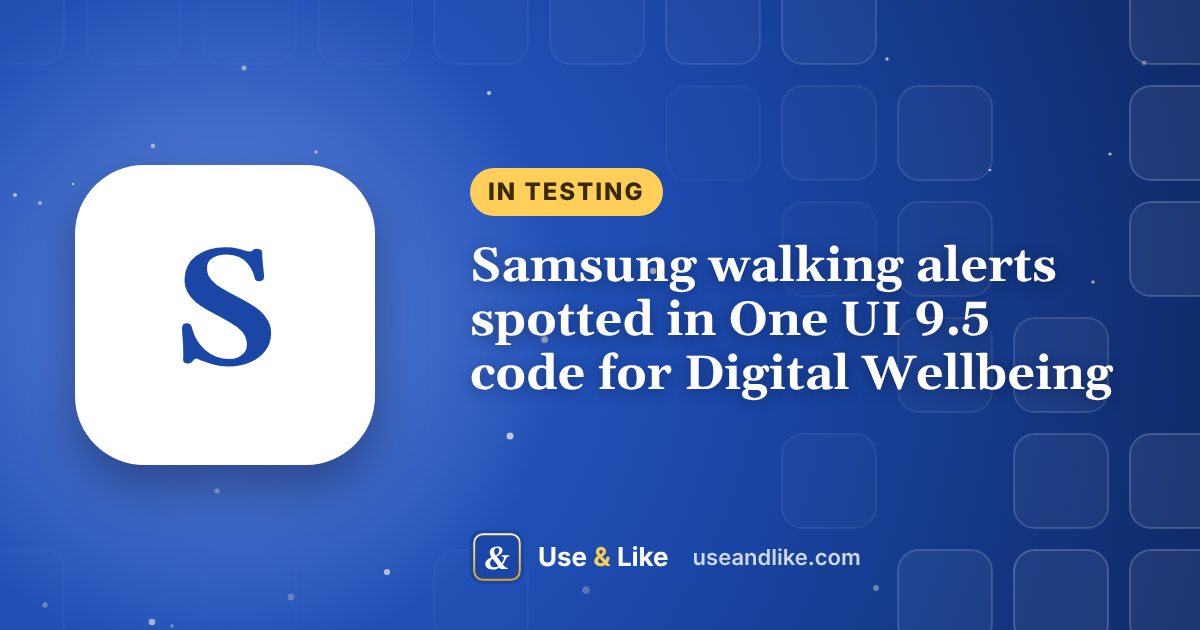 S
IN TESTING
Samsung walking alerts
spotted in One UI 9.5
code for Digital Wellbeing
& Use & Like useandlike.com